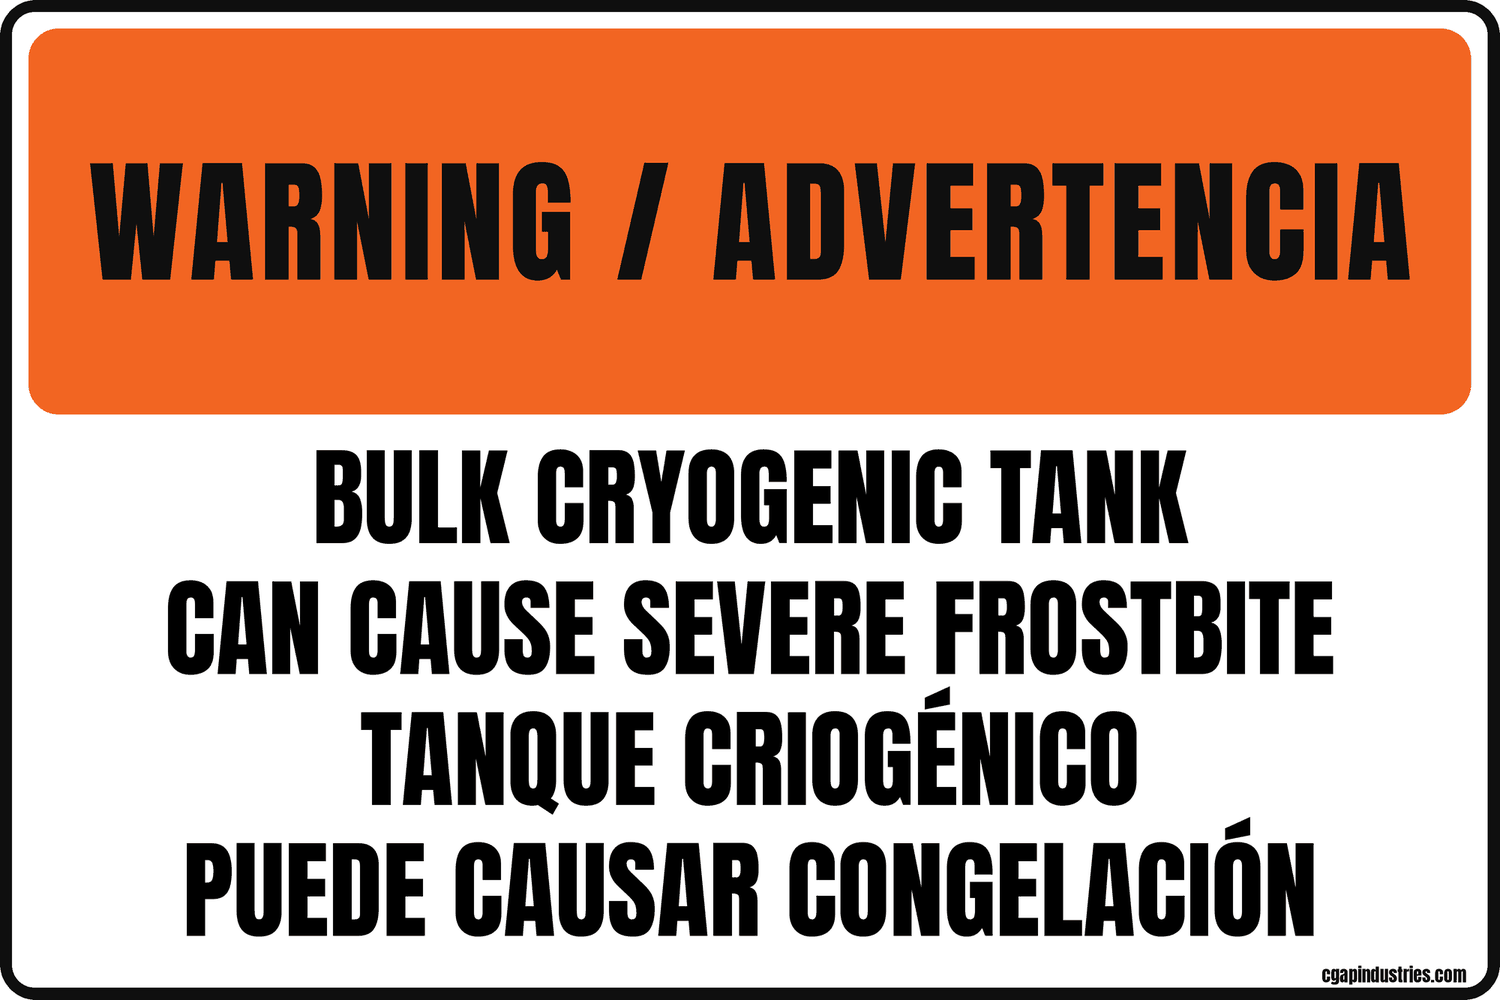 WARNING / ADVERTENCIA
BULK CRYOGENIC TANK
CAN CAUSE SEVERE FROSTBITE
TANQUE CRIOGÉNICO
PUEDE CAUSAR CONGELACIÓN
cgapindustries.com